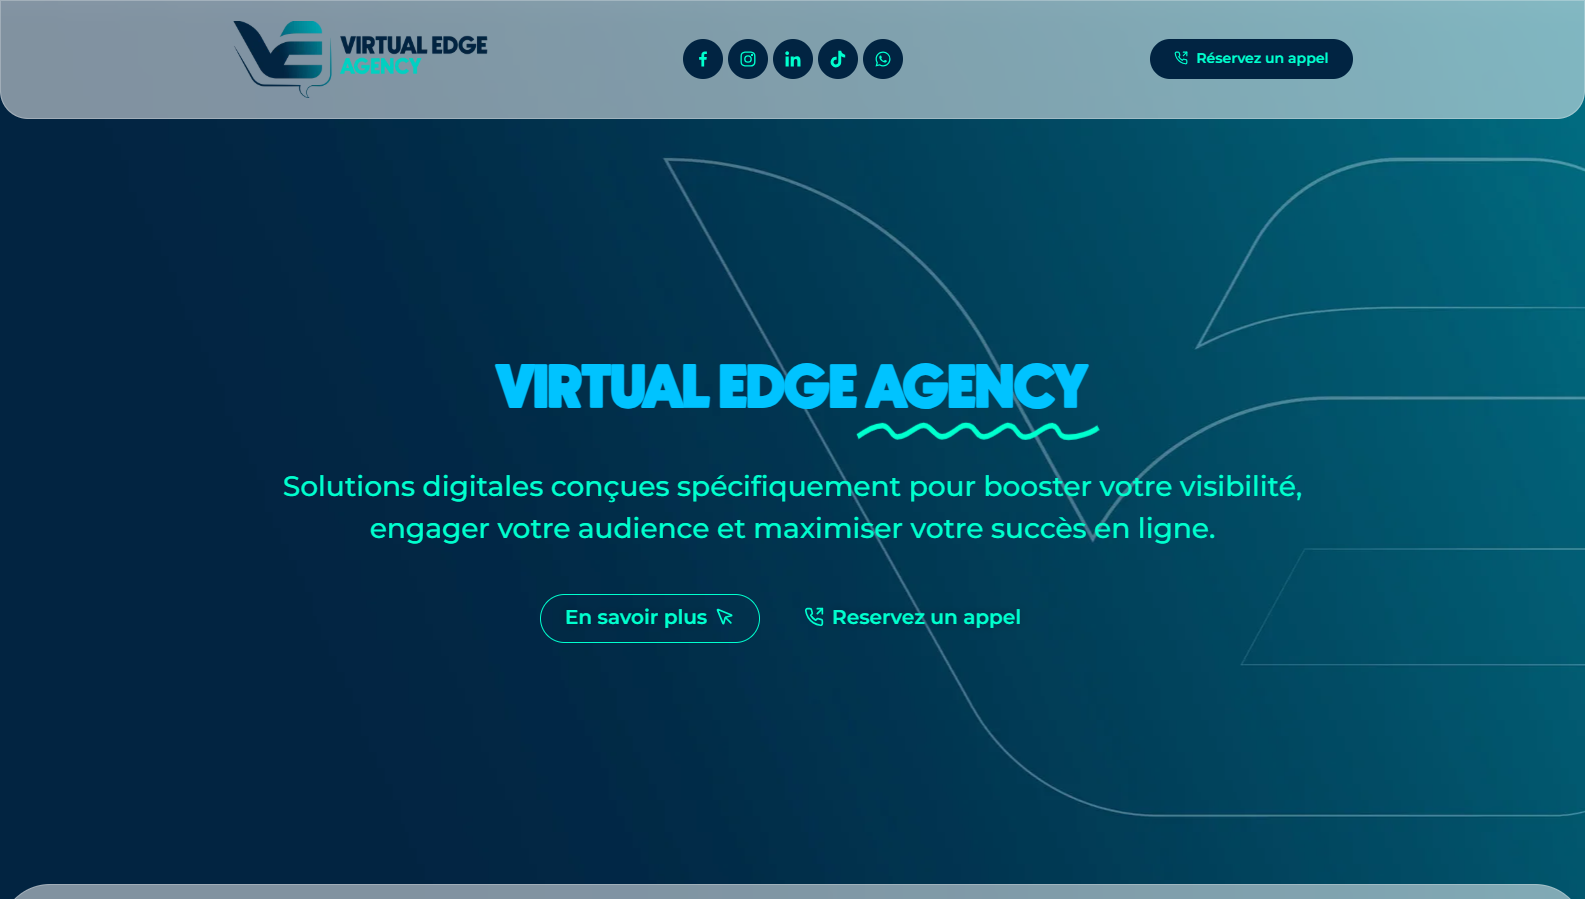 VIRTUAL EDGE
AGENCY
Réservez un appel
VIRTUAL EDGE AGENCY
Solutions digitales conçues spécifiquement pour booster votre visibilité,
engager votre audience et maximiser votre succès en ligne.
En savoir plus
Reservez un appel